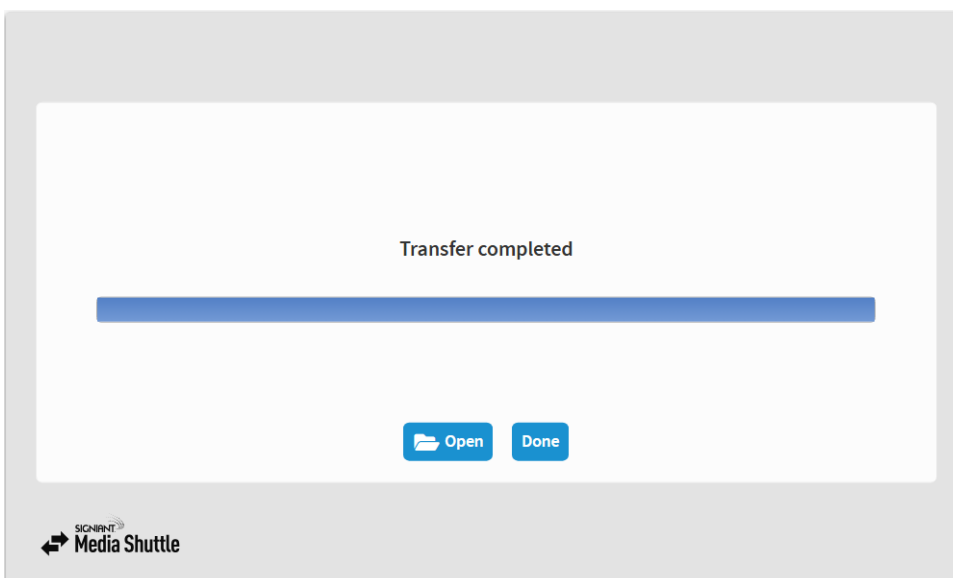 Transfer completed
Open
Done
SIGNIANT
Media Shuttle